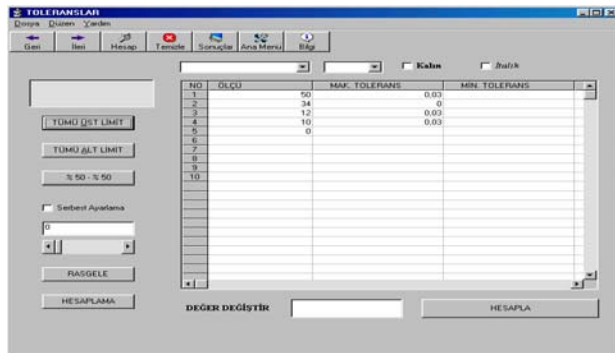 TOLERANSLAR
Dosya Düzen Yardım
Geri İleri Hesap Temizle Sonuçlar Ana Menü Bilgi
Kalın İtalik
NO ÖLÇÜ MAK. TOLERANS MİN. TOLERANS
1 50 0,03
2 34 0
3 12 0,03
4 10 0,03
5 0
6
7
8
9
10
TÜMÜ ÜST LİMİT
TÜMÜ ALT LİMİT
% 50 - % 50
Serbest Ayarlama
0
RASGELE
HESAPLAMA
DEĞER DEĞİŞTİR
HESAPLA